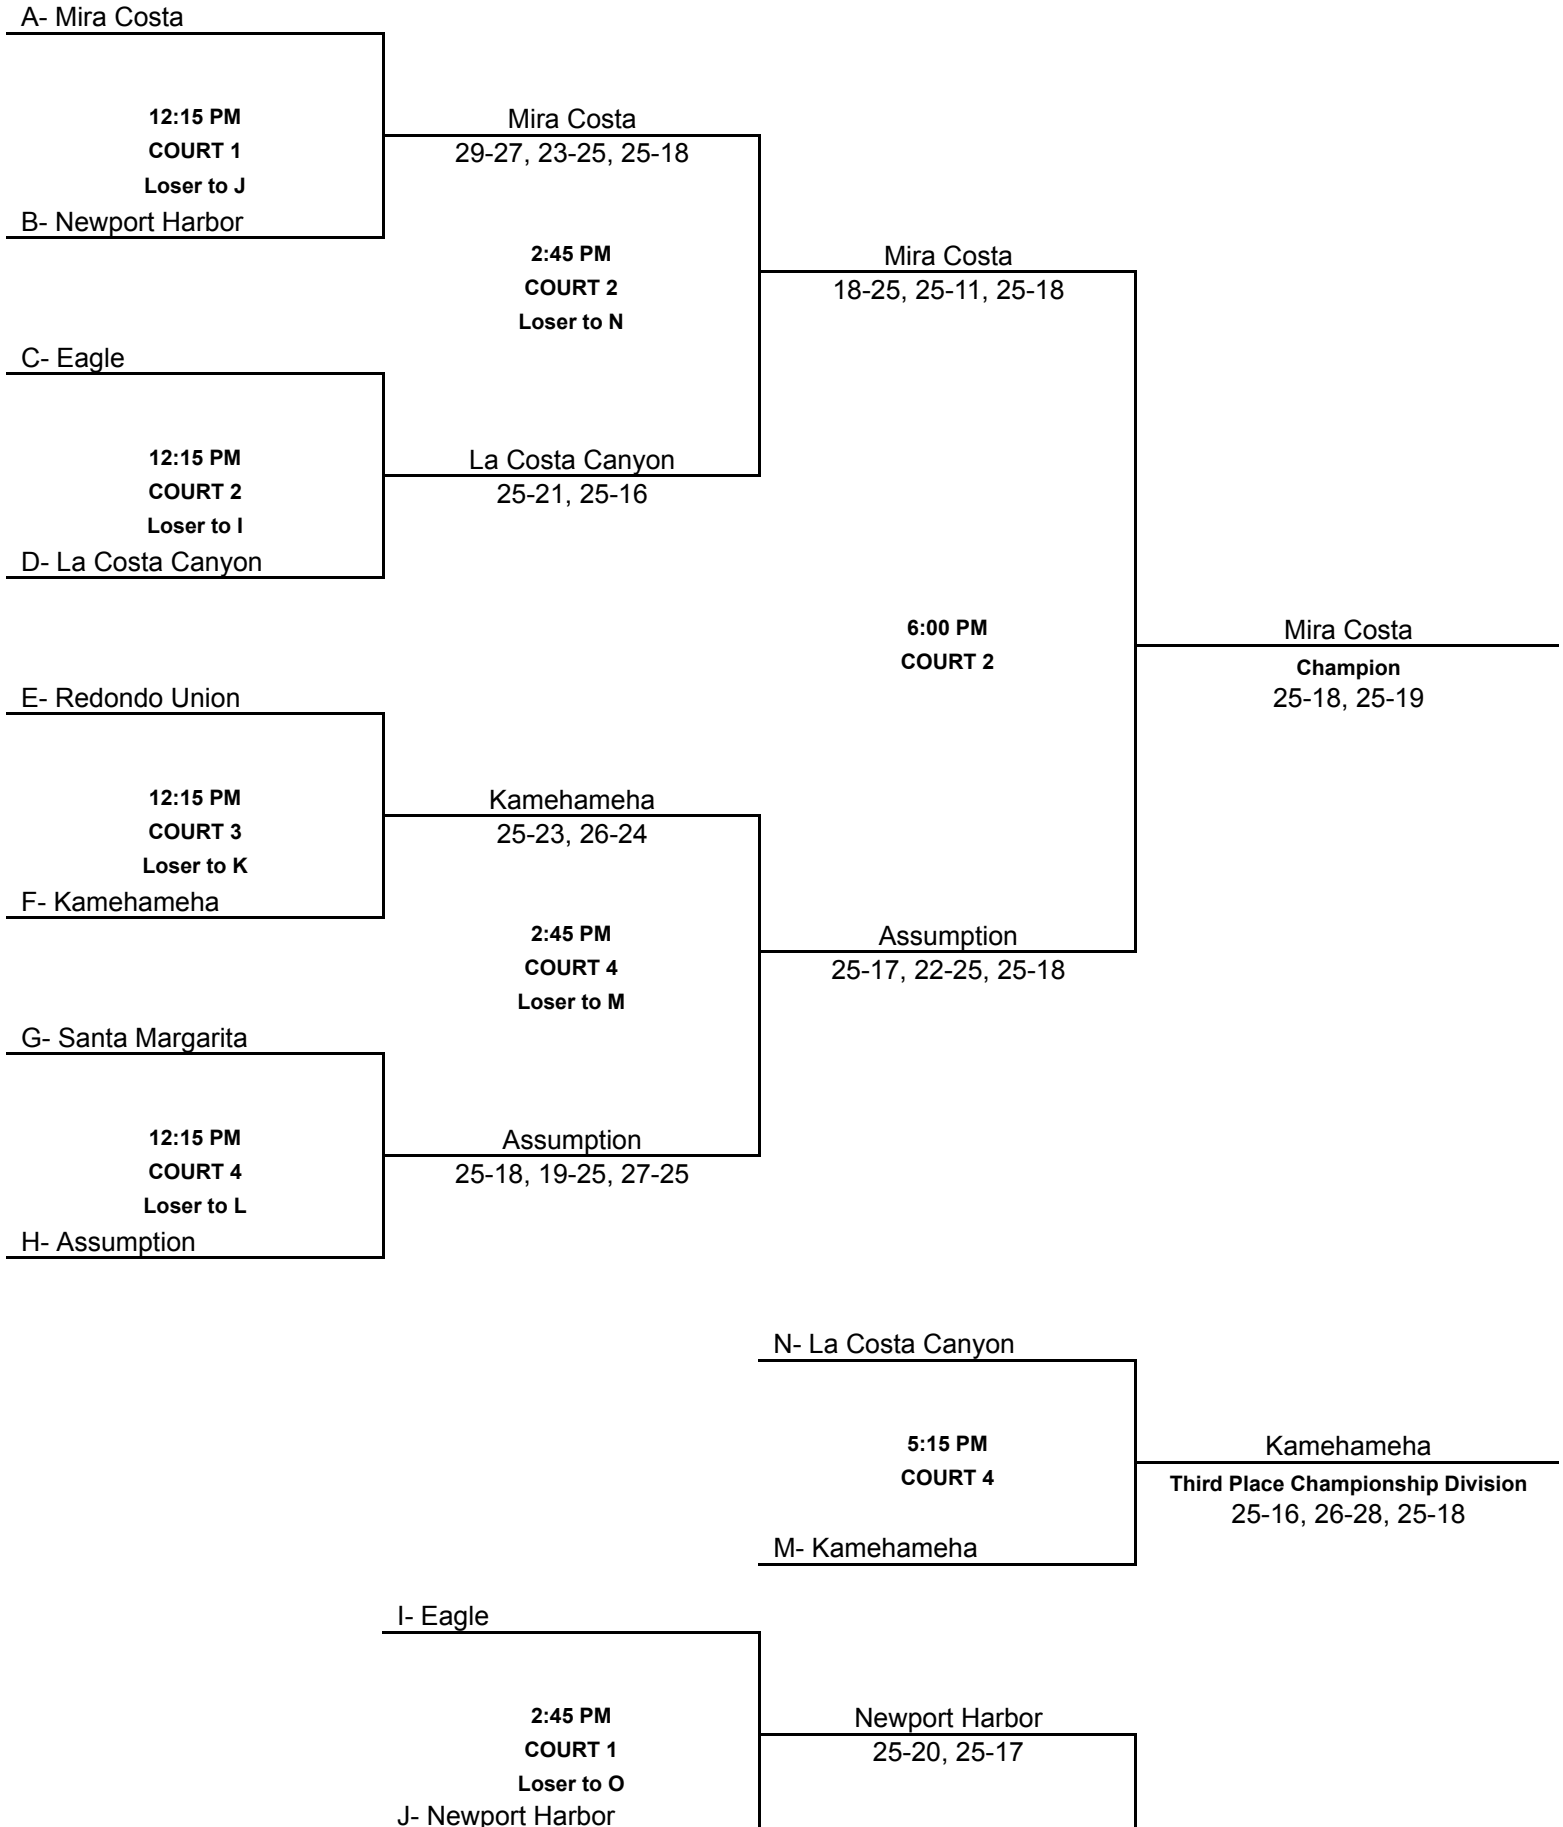 A- Mira Costa
12:15 PM
COURT 1
Loser to J
B- Newport Harbor
Mira Costa
29-27, 23-25, 25-18
2:45 PM
COURT 2
Loser to N
Mira Costa
18-25, 25-11, 25-18
C- Eagle
12:15 PM
COURT 2
Loser to I
D- La Costa Canyon
La Costa Canyon
25-21, 25-16
6:00 PM
COURT 2
Mira Costa
Champion
25-18, 25-19
E- Redondo Union
12:15 PM
COURT 3
Loser to K
F- Kamehameha
Kamehameha
25-23, 26-24
2:45 PM
COURT 4
Loser to M
Assumption
25-17, 22-25, 25-18
G- Santa Margarita
12:15 PM
COURT 4
Loser to L
H- Assumption
Assumption
25-18, 19-25, 27-25
N- La Costa Canyon
5:15 PM
COURT 4
M- Kamehameha
Kamehameha
Third Place Championship Division
25-16, 26-28, 25-18
I- Eagle
2:45 PM
COURT 1
Loser to O
J- Newport Harbor
Newport Harbor
25-20, 25-17